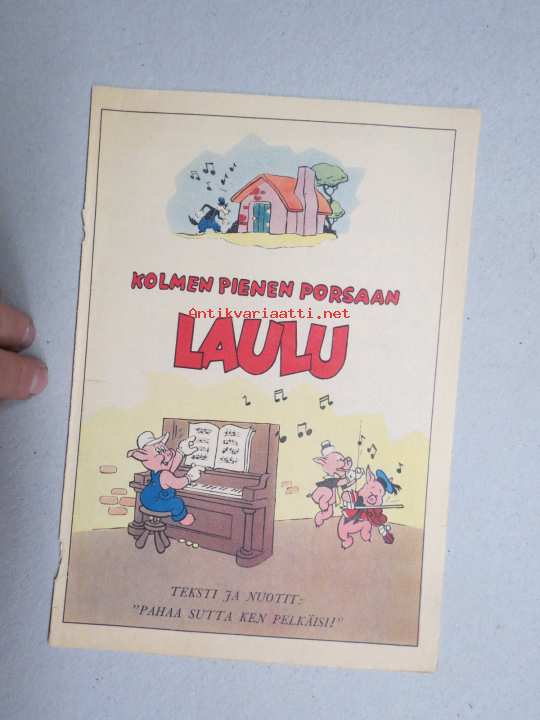 KOLMEN PIENEN PORSAAN
Antikvariaatti.net
LAULU
TEKSTI JA NUOTIT:
"PAHAA SUTTA KEN PELKÄISI!"